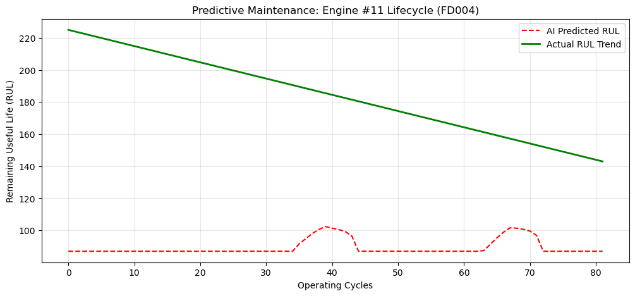 Predictive Maintenance: Engine #11 Lifecycle (FD004)
AI Predicted RUL
Actual RUL Trend
Remaining Useful Life (RUL)
220
200
180
160
140
120
100
0 10 20 30 40 50 60 70 80
Operating Cycles